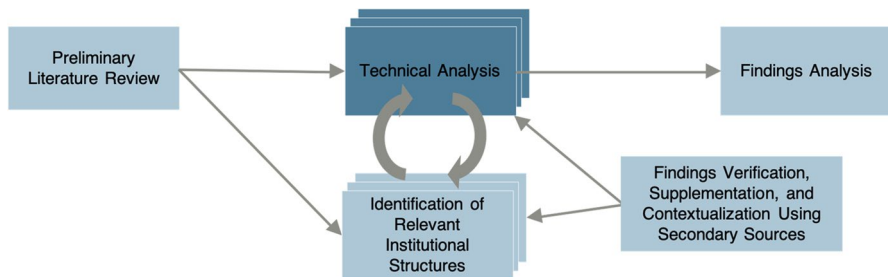 Preliminary
Literature Review
Technical Analysis
Findings Analysis
Identification of
Relevant
Institutional
Structures
Findings Verification,
Supplementation, and
Contextualization Using
Secondary Sources